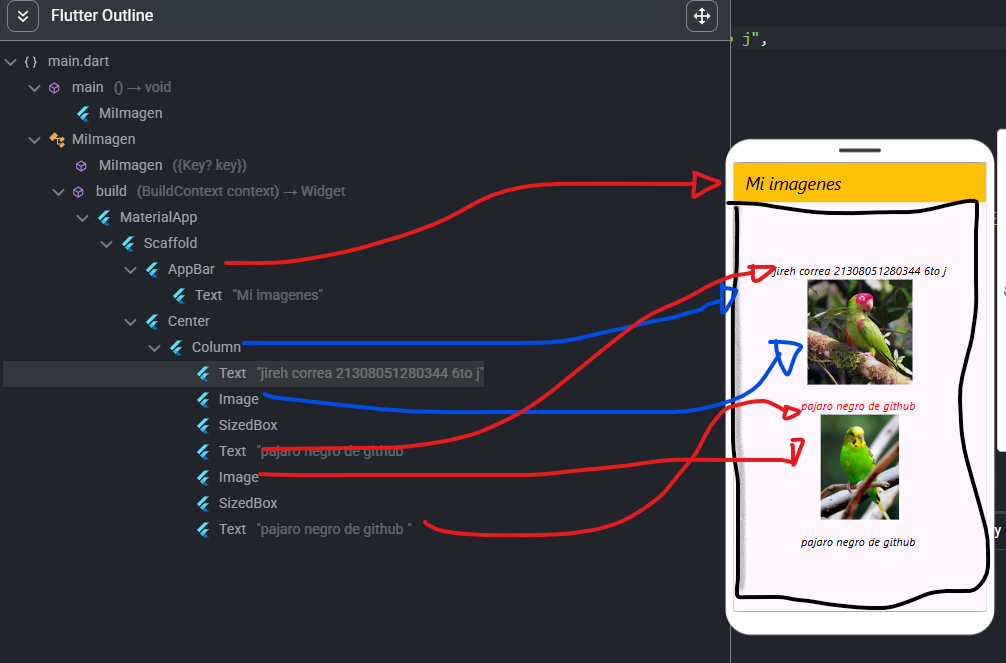 Flutter Outline
j",
{} main.dart
main () → void
MiImagen
MiImagen
MiImagen ({Key? key})
build (BuildContext context) → Widget
MaterialApp
Scaffold
AppBar
Text "Mi imagenes"
Center
Column
Text "jireh correa 21308051280344 6to j"
Image
SizedBox
Text "pajaro negro de github
Image
SizedBox
Text "pajaro negro de github "
Mi imagenes
jireh correa 21308051280344 6to j
pajaro negro de github
pajaro negro de github
y